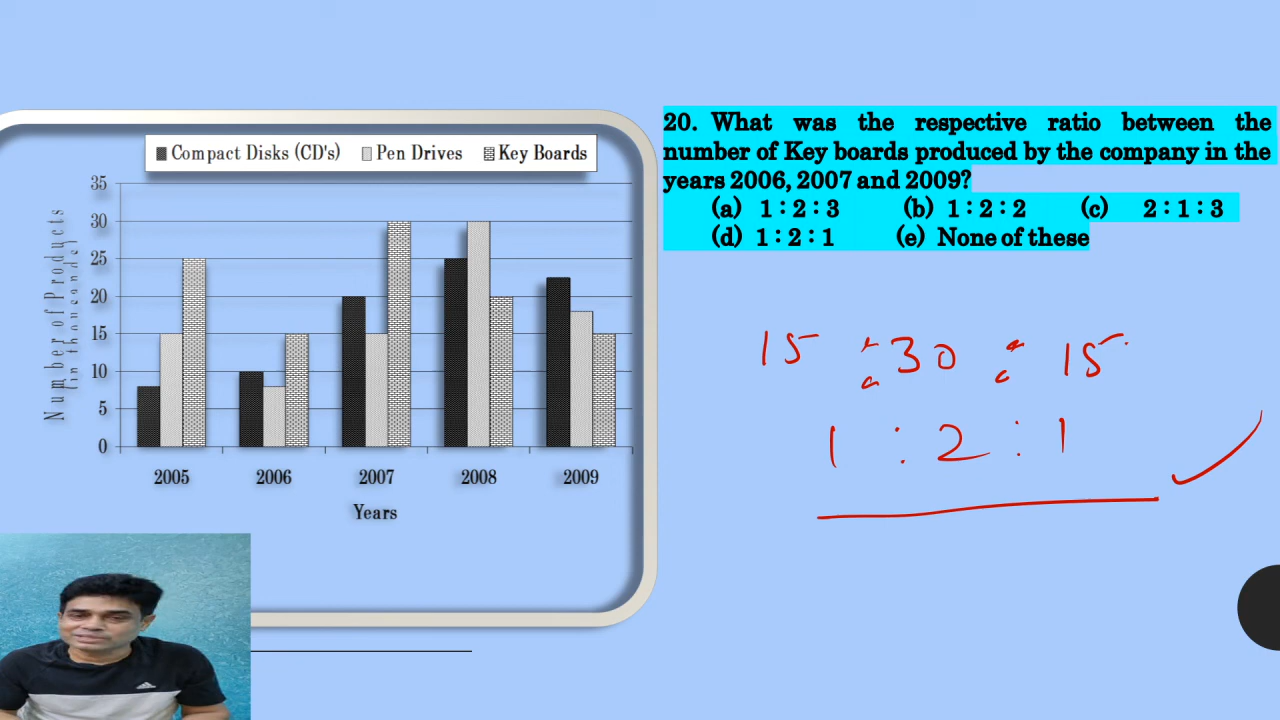 Compact Disks (CD's) Pen Drives Key Boards
35
30
25
20
15
10
5
0
Number of Products
(in thousands)
2005 2006 2007 2008 2009
Years
20. What was the respective ratio between the
number of Key boards produced by the company in the
years 2006, 2007 and 2009?
(a) 1 : 2 : 3 (b) 1 : 2 : 2 (c) 2 : 1 : 3
(d) 1 : 2 : 1 (e) None of these
15 : 30 : 15
1 : 2 : 1